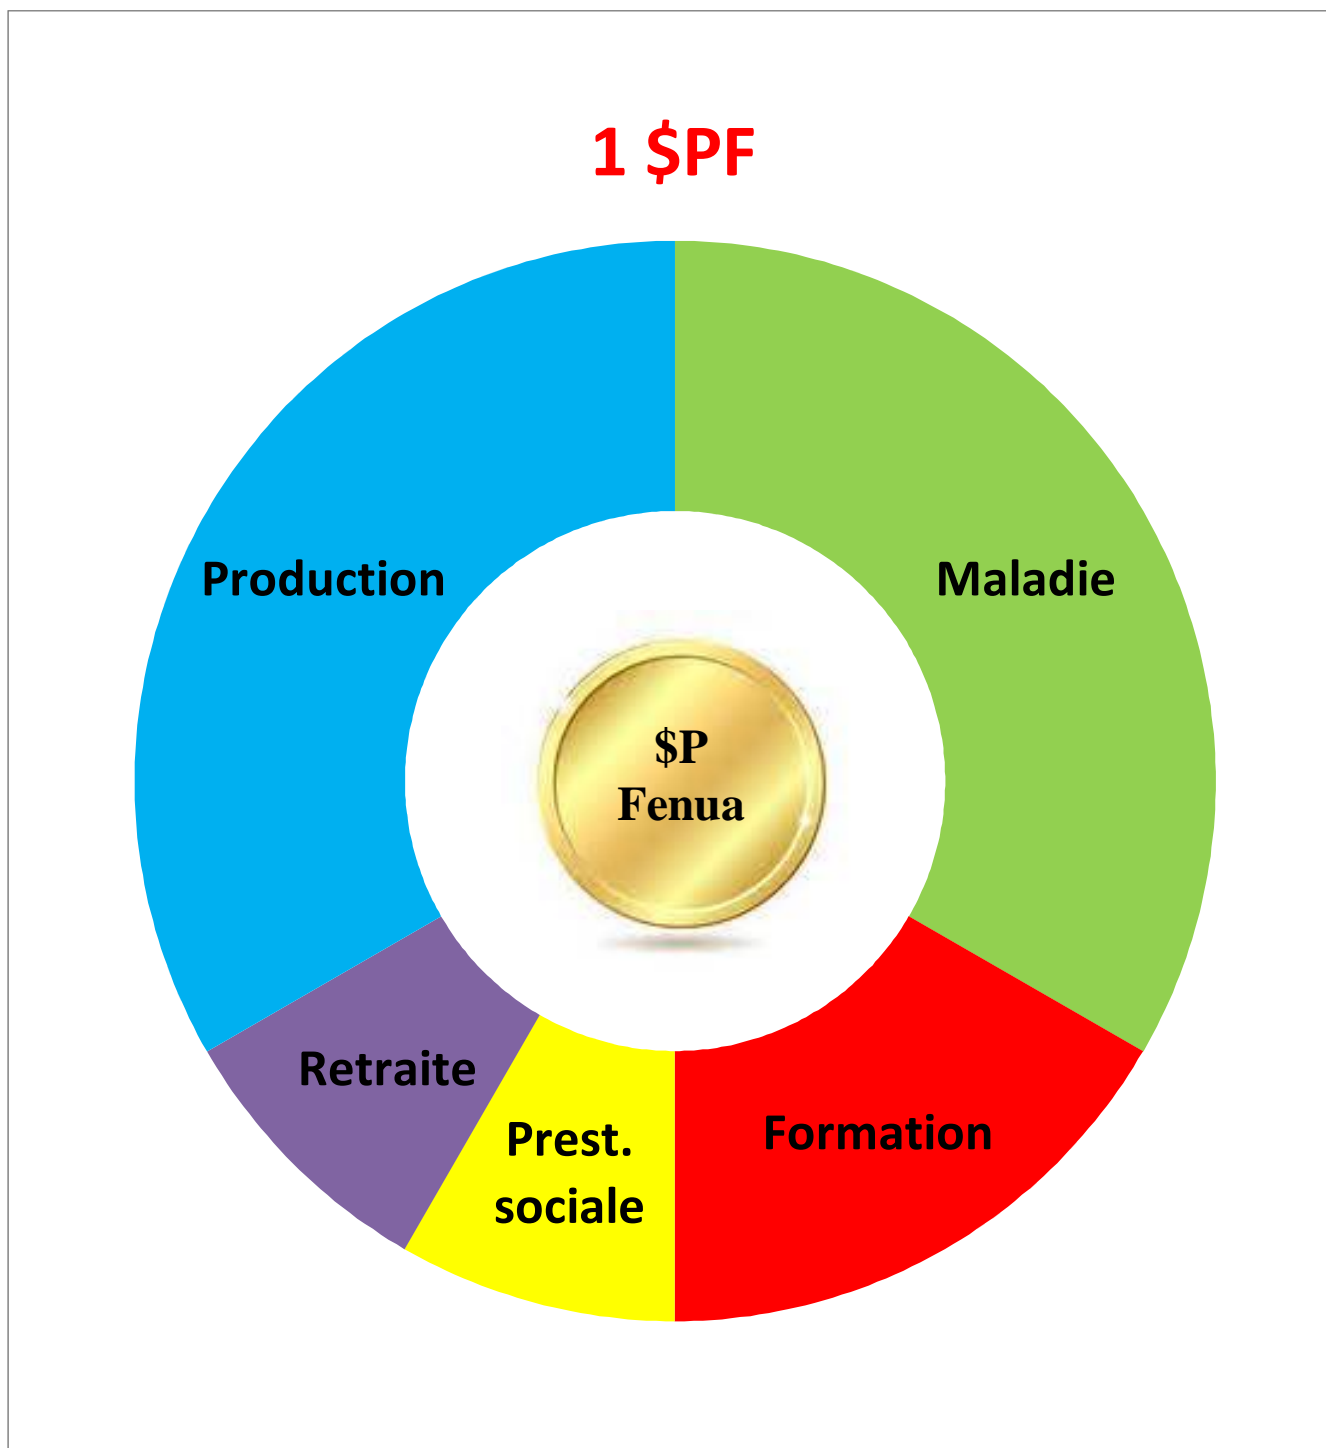 1 $PF
Production
Maladie
$P
Fenua
Retraite
Prest.
sociale
Formation